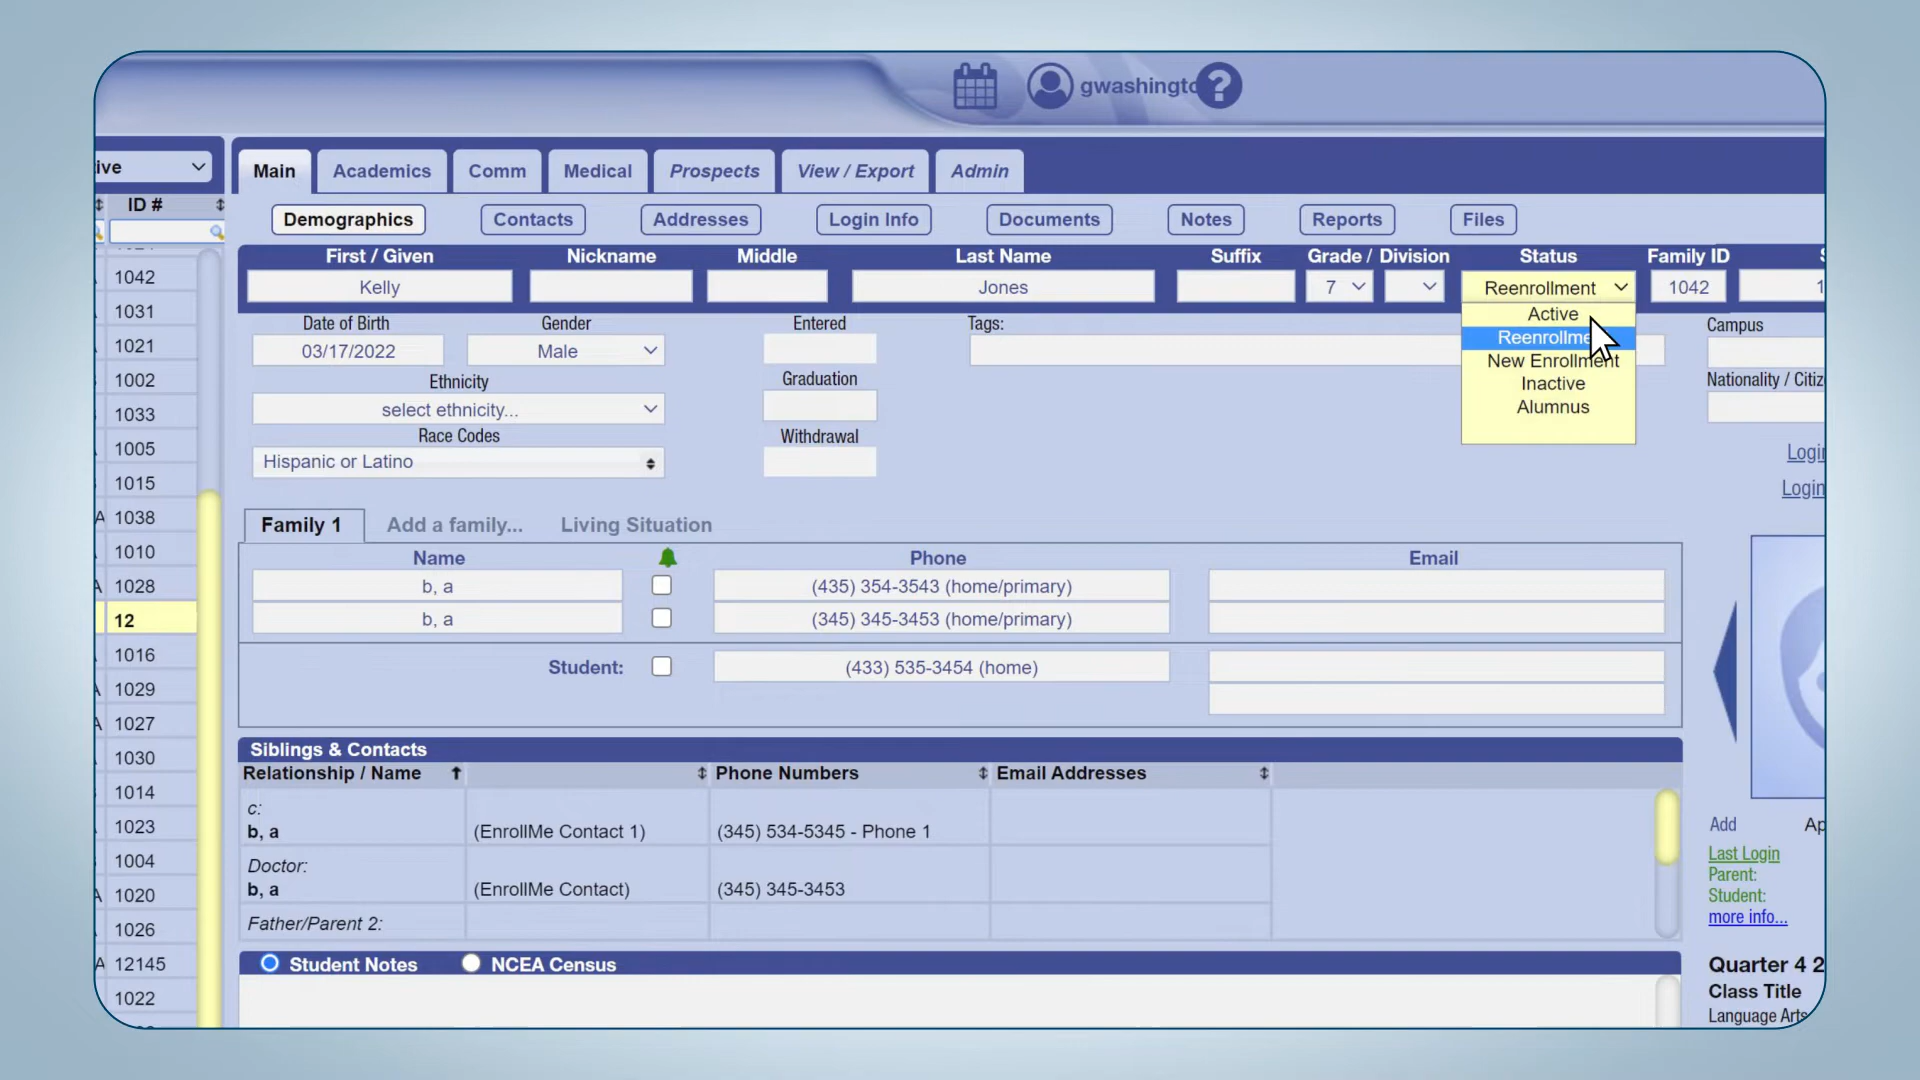 gwashingto
ive
Main
Academics
Comm
Medical
Prospects
View / Export
Admin
ID #
Demographics
Contacts
Addresses
Login Info
Documents
Notes
Reports
Files
First / Given
Nickname
Middle
Last Name
Suffix
Grade / Division
Status
Family ID
Kelly
Jones
7
Reenrollment
1042
Active
Reenrollme
New Enrollment
Inactive
Alumnus
Date of Birth
Gender
Entered
Tags:
Campus
03/17/2022
Male
Ethnicity
Graduation
Nationality / Citiz
select ethnicity...
Race Codes
Withdrawal
Hispanic or Latino
Login
Login
1042
1031
1021
1002
1033
1005
1015
A 1038
1010
A 1028
12
1016
A 1029
A 1027
1030
1014
1023
1004
A 1020
1026
A 12145
1022
Family 1
Add a family...
Living Situation
Name
Phone
Email
b, a
(435) 354-3543 (home/primary)
b, a
(345) 345-3453 (home/primary)
Student:
(433) 535-3454 (home)
Siblings & Contacts
Relationship / Name
Phone Numbers
Email Addresses
c:
b, a
(EnrollMe Contact 1)
(345) 534-5345 - Phone 1
Doctor:
b, a
(EnrollMe Contact)
(345) 345-3453
Father/Parent 2:
Student Notes
NCEA Census
Add
Ap
Last Login
Parent:
Student:
more info...
Quarter 4 2
Class Title
Language Arts